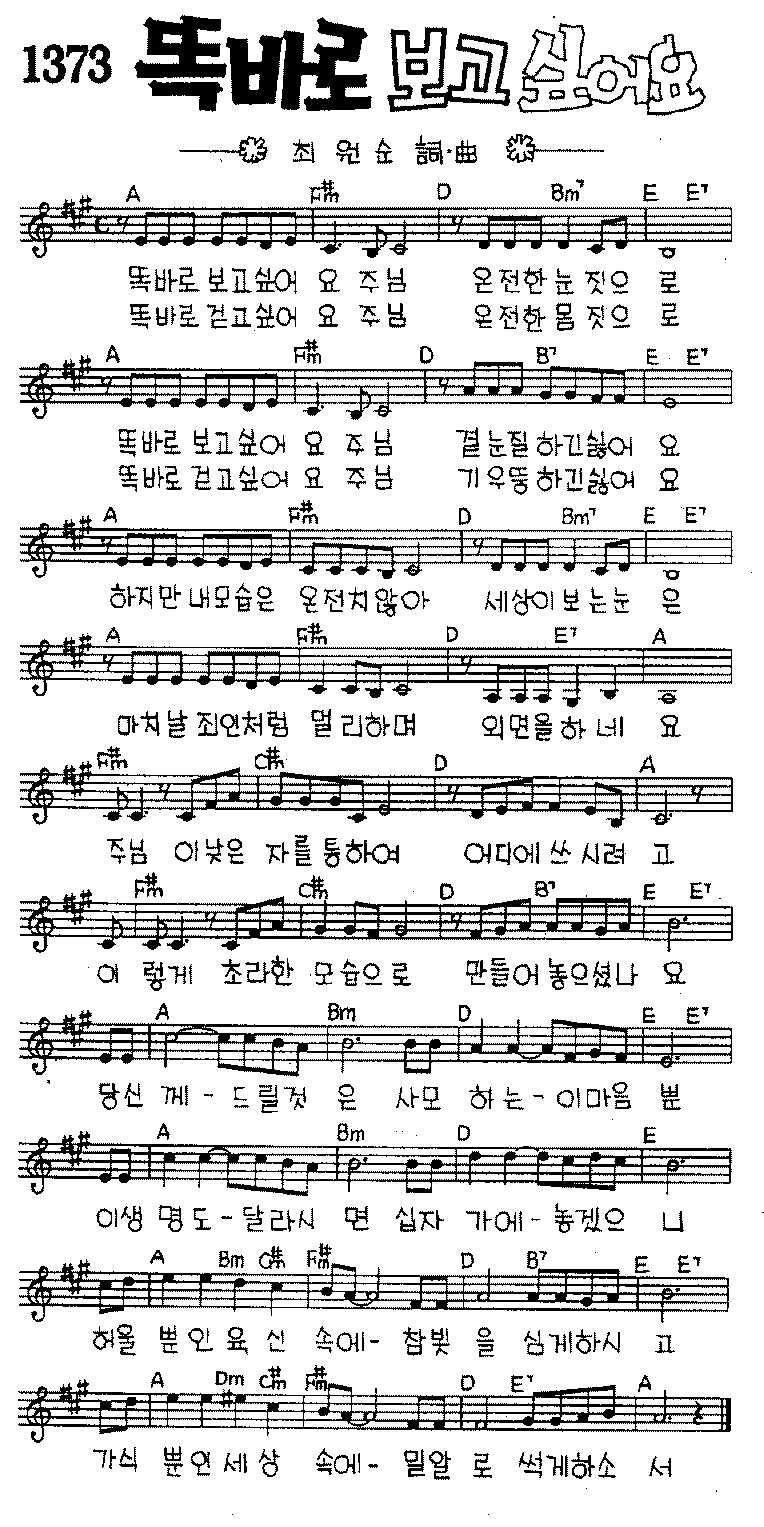 1373 똑바로 보고싶어요
최원순 詞·曲
A F#m D Bm7 E E7
똑바로 보고싶어 요 주님 온전한 눈 짓으 로
똑바로 걷고싶어 요 주님 온전한 몸 짓으 로
A F#m D B7 E E7
똑바로 보고싶어 요 주님 곁눈질 하긴싫어 요
똑바로 걷고싶어 요 주님 기우뚱 하긴싫어 요
A F#m D Bm7 E E7
하지만 내모습은 온전치않아 세상이 보는눈 은
A F#m D E7 A
마치날 죄인처럼 멀리하며 외면을 하네 요
F#m C#m D A
주님 이낮은 자를통하여 어디에 쓰시려 고
F#m C#m D B7 E E7
이 렇게 초라한 모습으로 만들어 놓으셨나 요
A Bm D E E7
당신 께 - 드릴것 은 사모 하 는 - 이마음 뿐
A Bm D E
이생 명 도 - 달라시 면 십자 가 에 - 놓겠으 니
A Bm C#m F#m D B7 E E7
허울 뿐 인 육 신 속에 - 참빛 을 심게하시 고
A Dm C#m F#m D E7 A
가식 뿐 인 세 상 속에 - 밀알 로 썩게하소 서